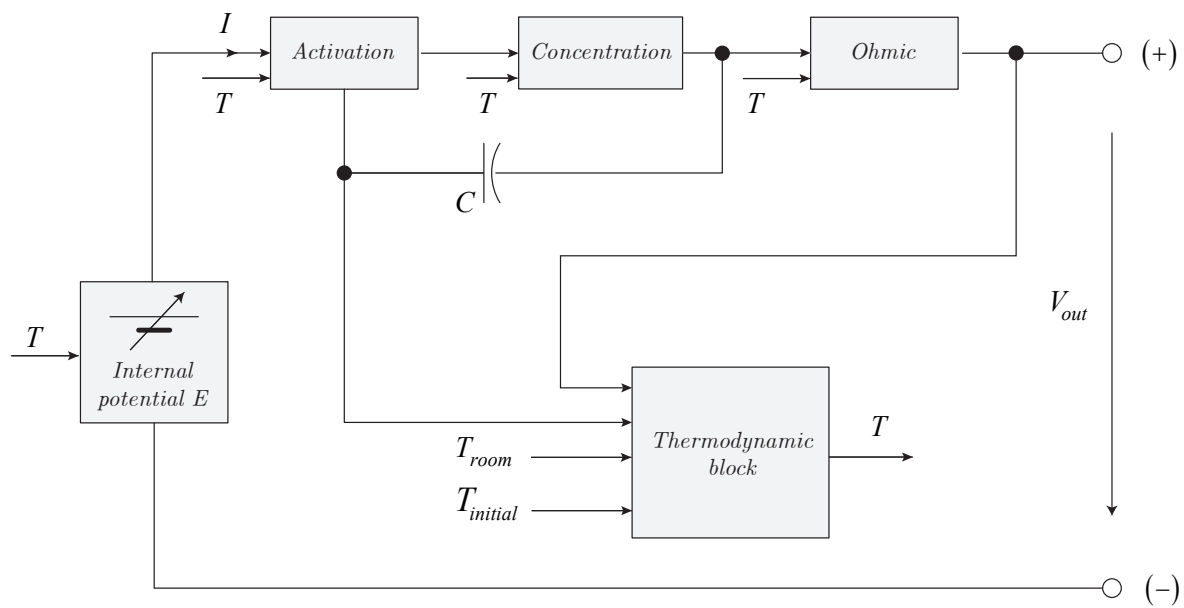 I
Activation
Concentration
Ohmic
(+)
T
T
T
C
T
Internal
potential E
V_out
Thermodynamic
block
T_room
T_initial
T
(−)